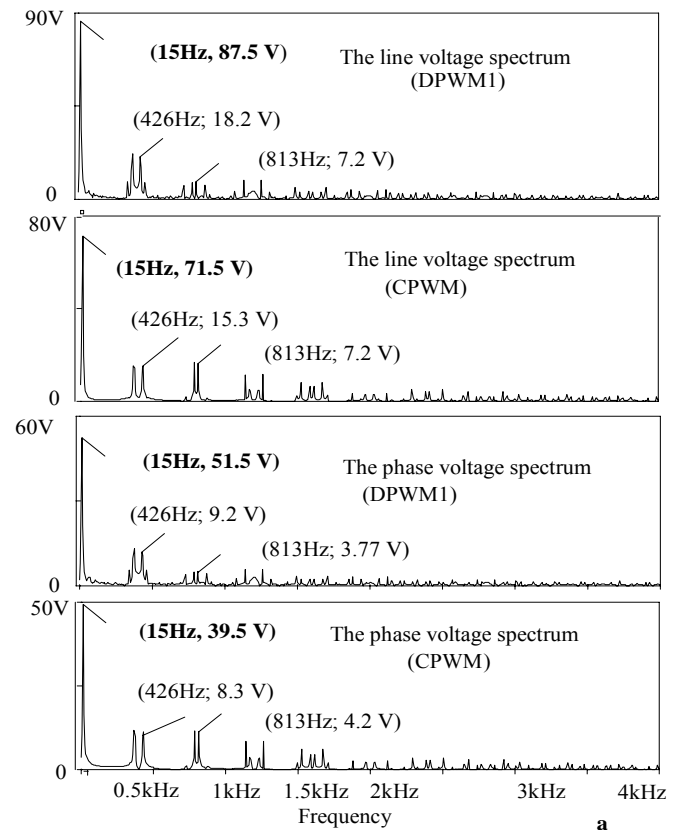 90V
(15Hz, 87.5 V)
The line voltage spectrum
(DPWM1)
(426Hz; 18.2 V)
(813Hz; 7.2 V)
0
80V
(15Hz, 71.5 V)
The line voltage spectrum
(CPWM)
(426Hz; 15.3 V)
(813Hz; 7.2 V)
0
60V
(15Hz, 51.5 V)
The phase voltage spectrum
(DPWM1)
(426Hz; 9.2 V)
(813Hz; 3.77 V)
0
50V
(15Hz, 39.5 V)
The phase voltage spectrum
(CPWM)
(426Hz; 8.3 V)
(813Hz; 4.2 V)
0
0.5kHz 1kHz 1.5kHz 2kHz 3kHz 4kHz
Frequency
a